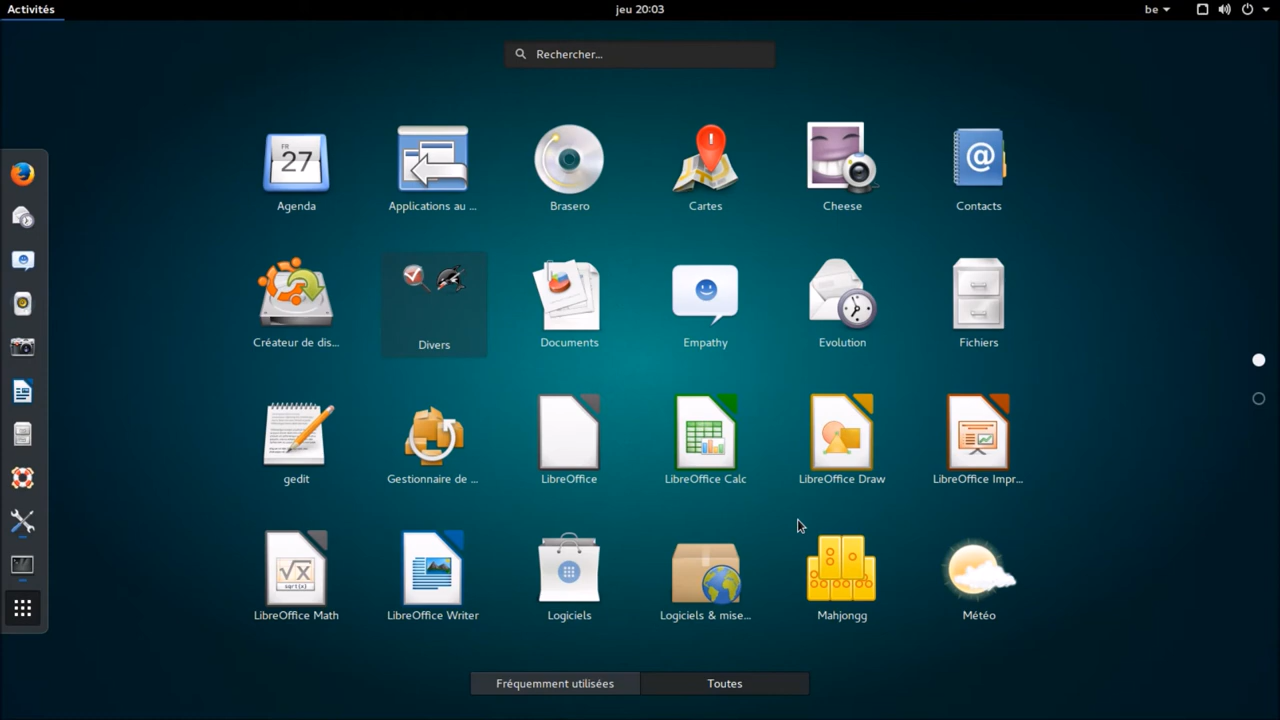 Activités
jeu 20:03
be
Rechercher...
FR
27
Agenda
Applications au ...
Brasero
Cartes
Cheese
Contacts
Créateur de dis...
Divers
Documents
Empathy
Evolution
Fichiers
gedit
Gestionnaire de ...
LibreOffice
LibreOffice Calc
LibreOffice Draw
LibreOffice Impr...
LibreOffice Math
LibreOffice Writer
Logiciels
Logiciels & mise...
Mahjongg
Météo
Fréquemment utilisées
Toutes